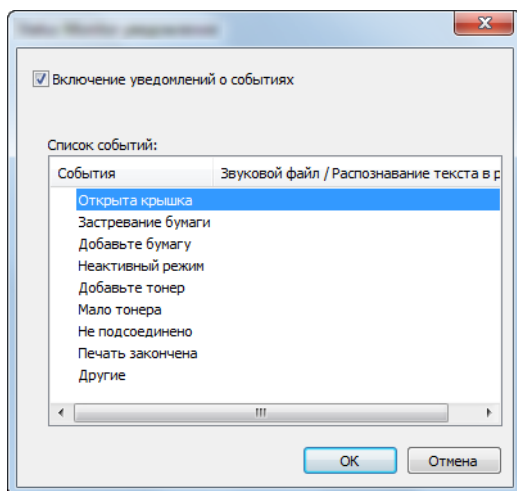 Включение уведомлений о событиях
Список событий:
События Звуковой файл / Распознавание текста в р
Открыта крышка
Застревание бумаги
Добавьте бумагу
Неактивный режим
Добавьте тонер
Мало тонера
Не подсоединено
Печать закончена
Другие
OK Отмена